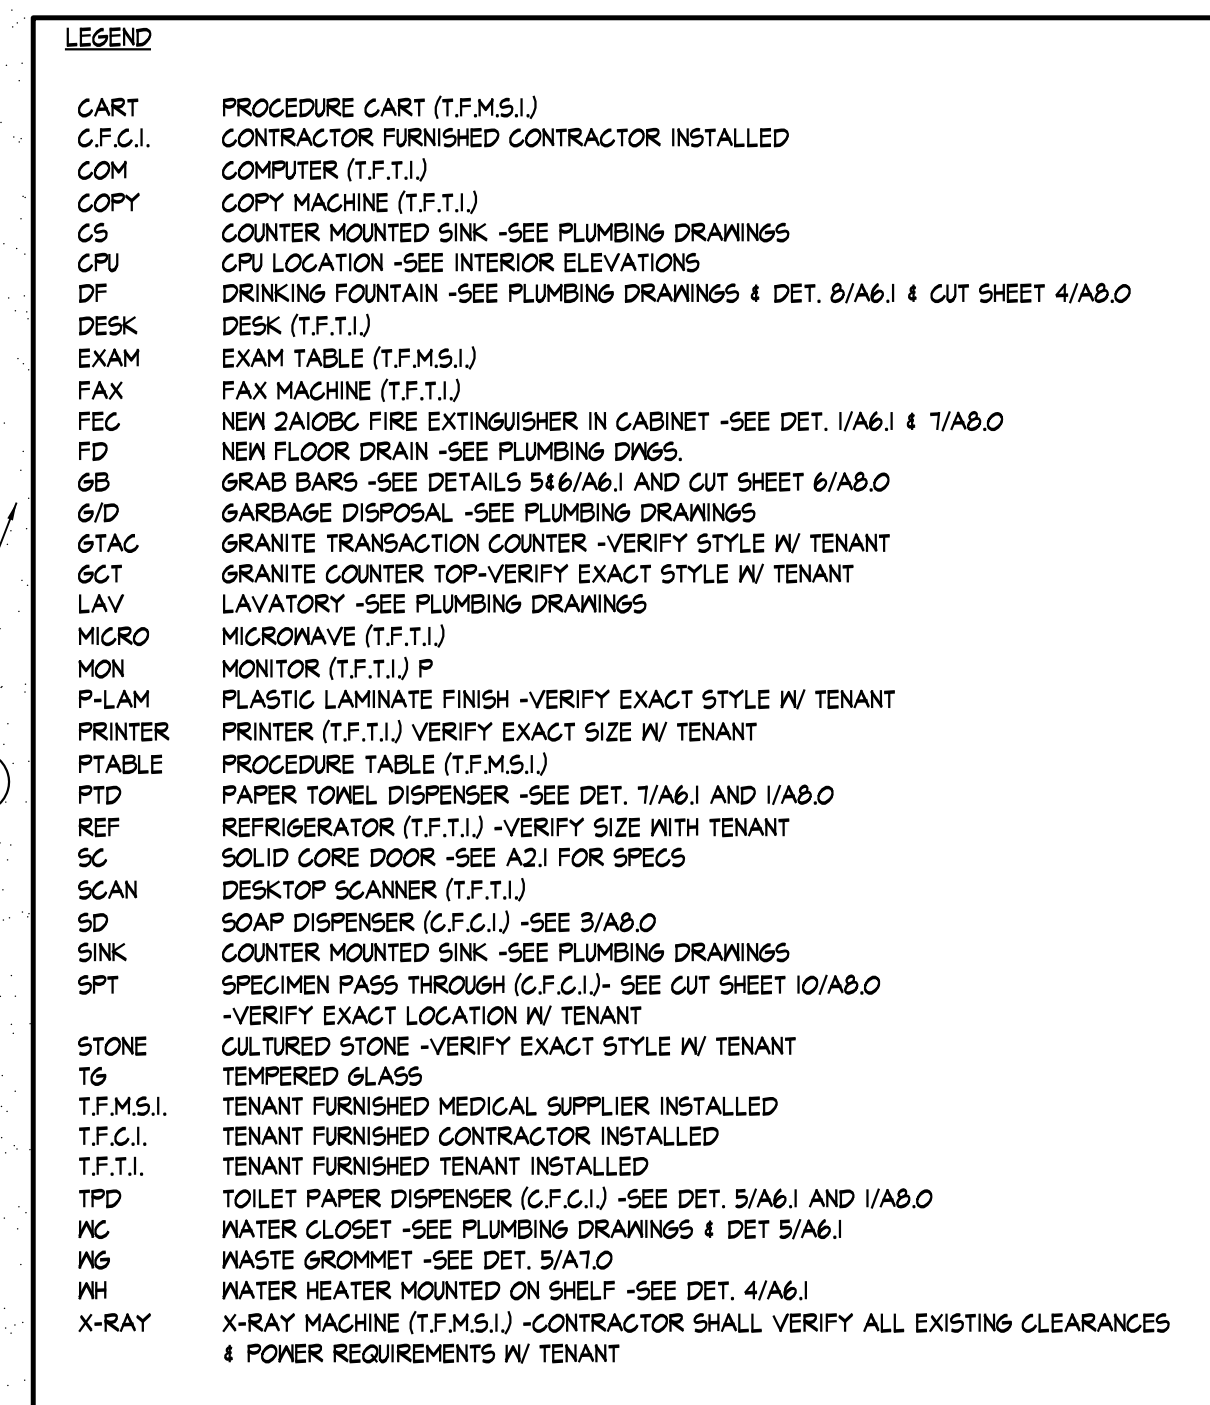 LEGEND
CART PROCEDURE CART (T.F.M.S.I.)
C.F.C.I. CONTRACTOR FURNISHED CONTRACTOR INSTALLED
COM COMPUTER (T.F.T.I.)
COPY COPY MACHINE (T.F.T.I.)
CS COUNTER MOUNTED SINK -SEE PLUMBING DRAWINGS
CPU CPU LOCATION -SEE INTERIOR ELEVATIONS
DF DRINKING FOUNTAIN -SEE PLUMBING DRAWINGS & DET. 8/A6.1 & CUT SHEET 4/A8.0
DESK DESK (T.F.T.I.)
EXAM EXAM TABLE (T.F.M.S.I.)
FAX FAX MACHINE (T.F.T.I.)
FEC NEW 2A10BC FIRE EXTINGUISHER IN CABINET -SEE DET. 1/A6.1 & 7/A8.0
FD NEW FLOOR DRAIN -SEE PLUMBING DWGS.
GB GRAB BARS -SEE DETAILS 5&6/A6.1 AND CUT SHEET 6/A8.0
G/D GARBAGE DISPOSAL -SEE PLUMBING DRAWINGS
GTAC GRANITE TRANSACTION COUNTER -VERIFY STYLE W/ TENANT
GCT GRANITE COUNTER TOP-VERIFY EXACT STYLE W/ TENANT
LAV LAVATORY -SEE PLUMBING DRAWINGS
MICRO MICROWAVE (T.F.T.I.)
MON MONITOR (T.F.T.I.) P
P-LAM PLASTIC LAMINATE FINISH -VERIFY EXACT STYLE W/ TENANT
PRINTER PRINTER (T.F.T.I.) VERIFY EXACT SIZE W/ TENANT
PTABLE PROCEDURE TABLE (T.F.M.S.I.)
PTD PAPER TOWEL DISPENSER -SEE DET. 7/A6.1 AND 1/A8.0
REF REFRIGERATOR (T.F.T.I.) -VERIFY SIZE WITH TENANT
SC SOLID CORE DOOR -SEE A2.1 FOR SPECS
SCAN DESKTOP SCANNER (T.F.T.I.)
SD SOAP DISPENSER (C.F.C.I.) -SEE 3/A8.0
SINK COUNTER MOUNTED SINK -SEE PLUMBING DRAWINGS
SPT SPECIMEN PASS THROUGH (C.F.C.I.)- SEE CUT SHEET 10/A8.0
-VERIFY EXACT LOCATION W/ TENANT
STONE CULTURED STONE -VERIFY EXACT STYLE W/ TENANT
TG TEMPERED GLASS
T.F.M.S.I. TENANT FURNISHED MEDICAL SUPPLIER INSTALLED
T.F.C.I. TENANT FURNISHED CONTRACTOR INSTALLED
T.F.T.I. TENANT FURNISHED TENANT INSTALLED
TPD TOILET PAPER DISPENSER (C.F.C.I.) -SEE DET. 5/A6.1 AND 1/A8.0
WC WATER CLOSET -SEE PLUMBING DRAWINGS & DET 5/A6.1
WG WASTE GROMMET -SEE DET. 5/A7.0
WH WATER HEATER MOUNTED ON SHELF -SEE DET. 4/A6.1
X-RAY X-RAY MACHINE (T.F.M.S.I.) -CONTRACTOR SHALL VERIFY ALL EXISTING CLEARANCES
& POWER REQUIREMENTS W/ TENANT